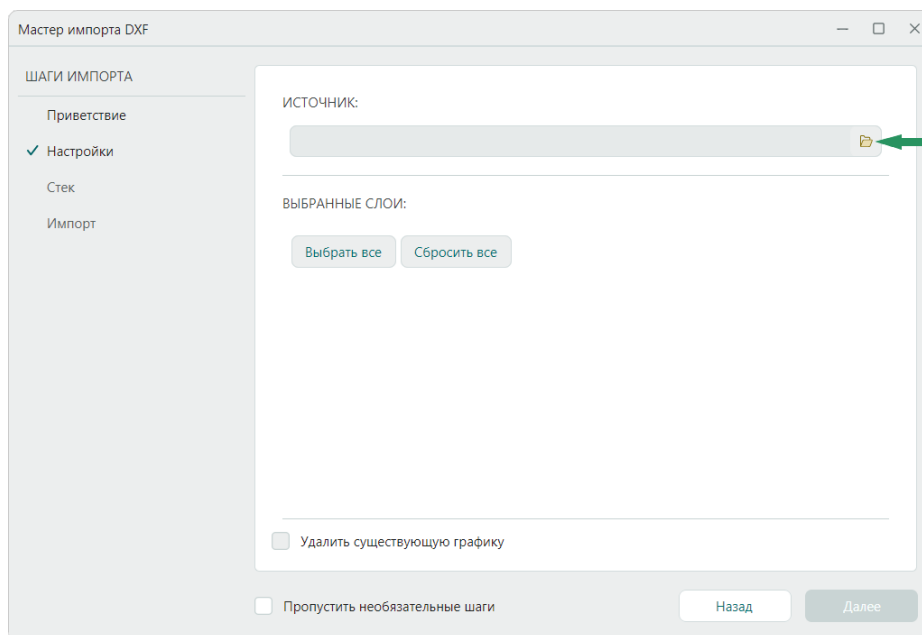 Мастер импорта DXF
ШАГИ ИМПОРТА
Приветствие
Настройки
Стек
Импорт
ИСТОЧНИК:
ВЫБРАННЫЕ СЛОИ:
Выбрать все
Сбросить все
Удалить существующую графику
Пропустить необязательные шаги
Назад
Далее